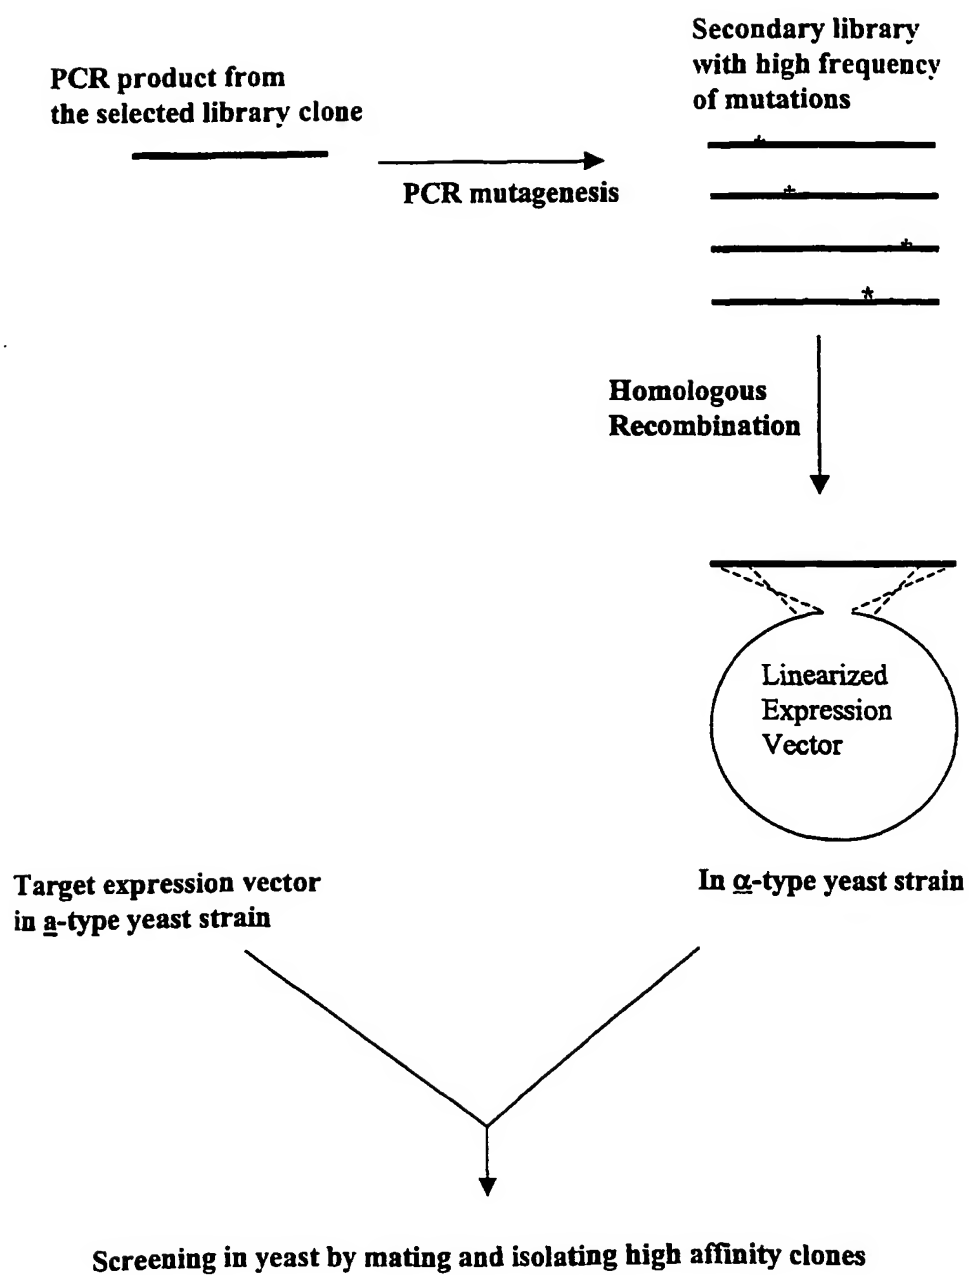 PCR product from
the selected library clone
PCR mutagenesis
Secondary library
with high frequency
of mutations
Homologous
Recombination
Linearized
Expression
Vector
In α-type yeast strain
Target expression vector
in a-type yeast strain
Screening in yeast by mating and isolating high affinity clones